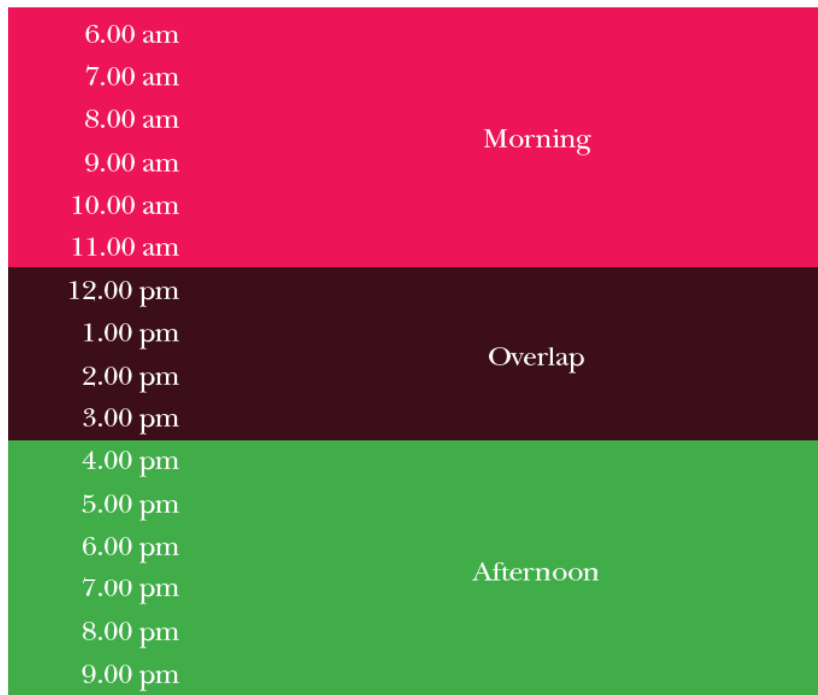 6.00 am
7.00 am
8.00 am
Morning
9.00 am
10.00 am
11.00 am
12.00 pm
1.00 pm
Overlap
2.00 pm
3.00 pm
4.00 pm
5.00 pm
6.00 pm
Afternoon
7.00 pm
8.00 pm
9.00 pm